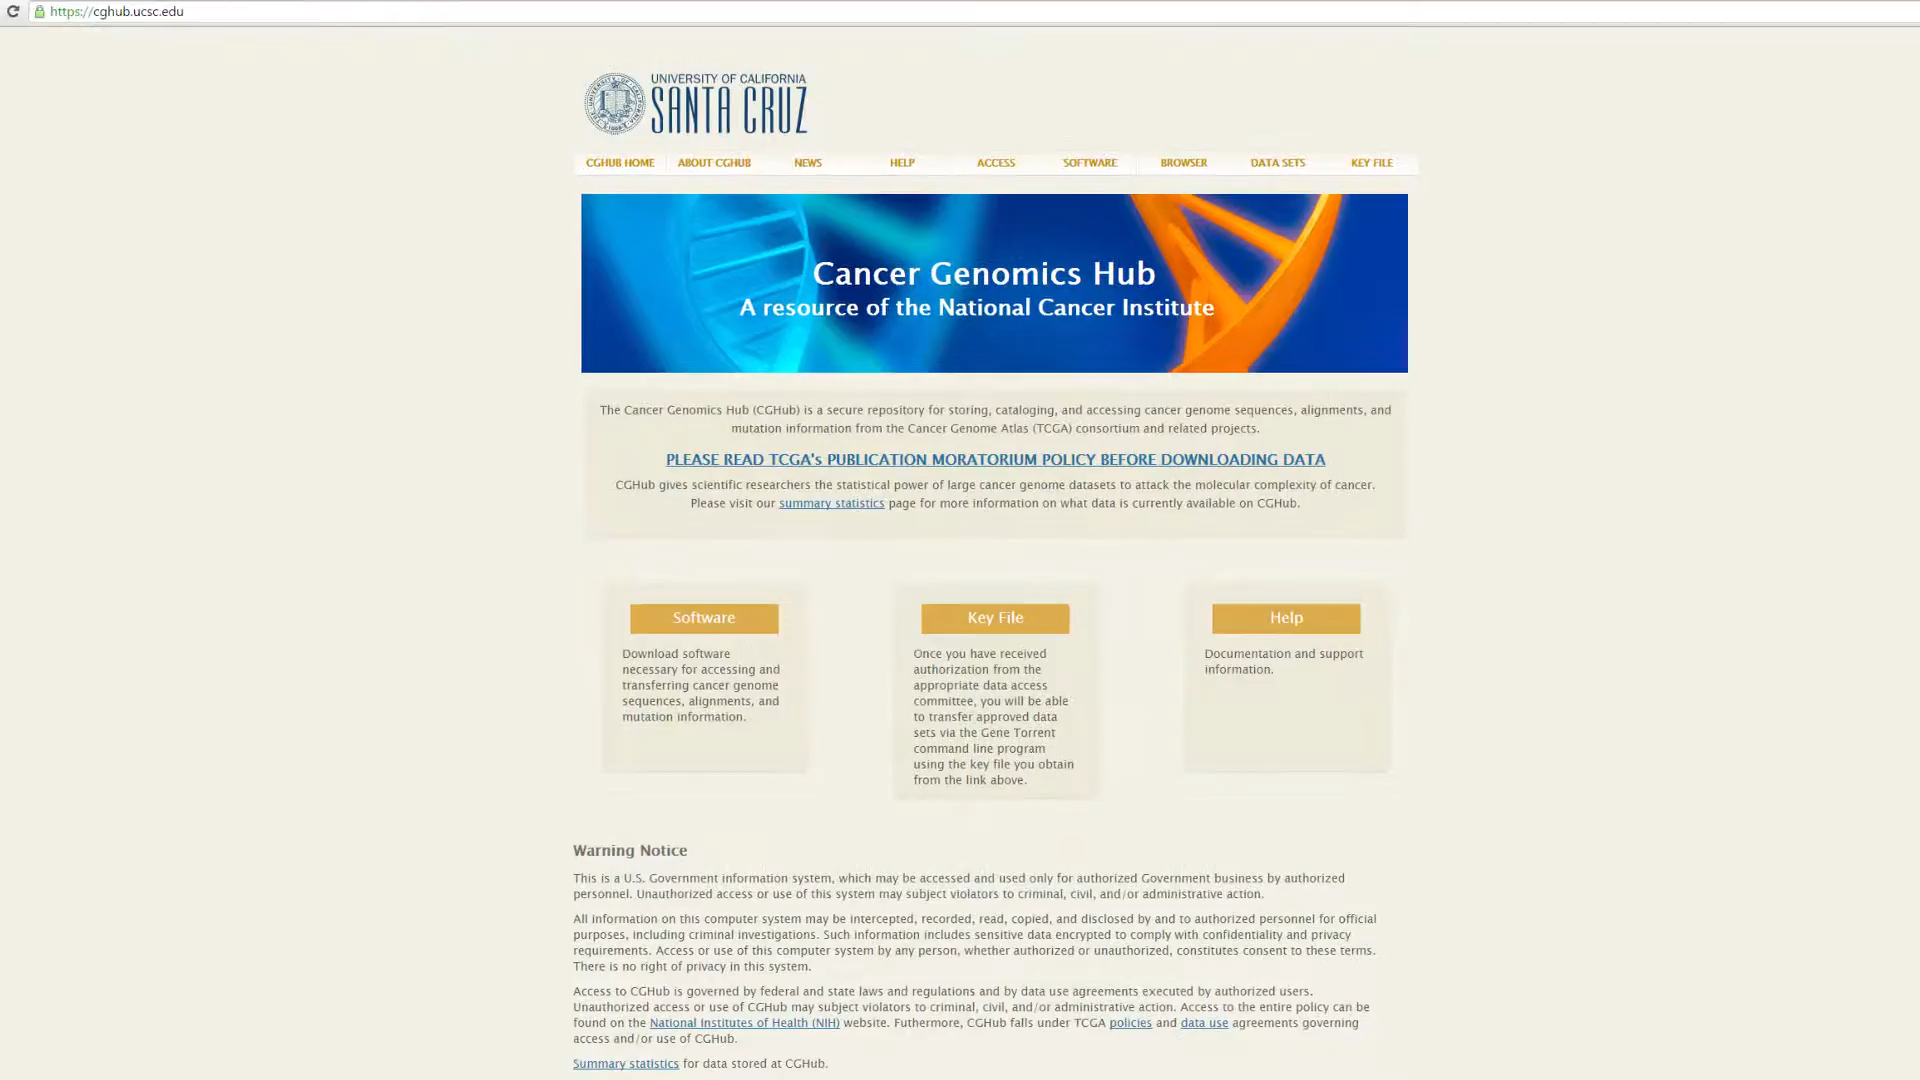 https://cghub.ucsc.edu
UNIVERSITY OF CALIFORNIA
SANTA CRUZ
CGHUB HOME ABOUT CGHUB NEWS HELP ACCESS SOFTWARE BROWSER DATA SETS KEY FILE
Cancer Genomics Hub
A resource of the National Cancer Institute
The Cancer Genomics Hub (CGHub) is a secure repository for storing, cataloging, and accessing cancer genome sequences, alignments, and
mutation information from the Cancer Genome Atlas (TCGA) consortium and related projects.
PLEASE READ TCGA's PUBLICATION MORATORIUM POLICY BEFORE DOWNLOADING DATA
CGHub gives scientific researchers the statistical power of large cancer genome datasets to attack the molecular complexity of cancer.
Please visit our summary statistics page for more information on what data is currently available on CGHub.
Software
Download software
necessary for accessing and
transferring cancer genome
sequences, alignments, and
mutation information.
Key File
Once you have received
authorization from the
appropriate data access
committee, you will be able
to transfer approved data
sets via the Gene Torrent
command line program
using the key file you obtain
from the link above.
Help
Documentation and support
information.
Warning Notice
This is a U.S. Government information system, which may be accessed and used only for authorized Government business by authorized
personnel. Unauthorized access or use of this system may subject violators to criminal, civil, and/or administrative action.
All information on this computer system may be intercepted, recorded, read, copied, and disclosed by and to authorized personnel for official
purposes, including criminal investigations. Such information includes sensitive data encrypted to comply with confidentiality and privacy
requirements. Access or use of this computer system by any person, whether authorized or unauthorized, constitutes consent to these terms.
There is no right of privacy in this system.
Access to CGHub is governed by federal and state laws and regulations and by data use agreements executed by authorized users.
Unauthorized access or use of CGHub may subject violators to criminal, civil, and/or administrative action. Access to the entire policy can be
found on the National Institutes of Health (NIH) website. Futhermore, CGHub falls under TCGA policies and data use agreements governing
access and/or use of CGHub.
Summary statistics for data stored at CGHub.